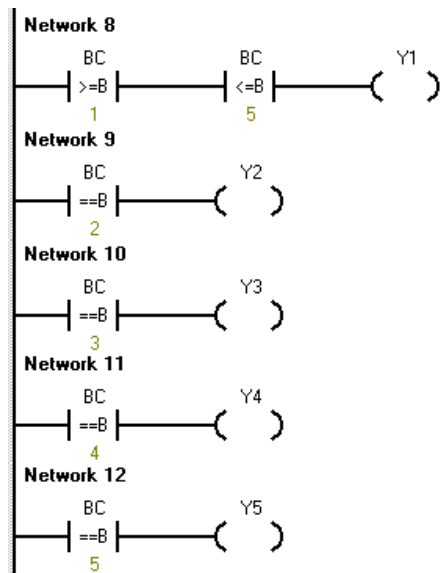 Network 8
BC BC Y1
>=B <=B
1 5
Network 9
BC Y2
==B
2
Network 10
BC Y3
==B
3
Network 11
BC Y4
==B
4
Network 12
BC Y5
==B
5